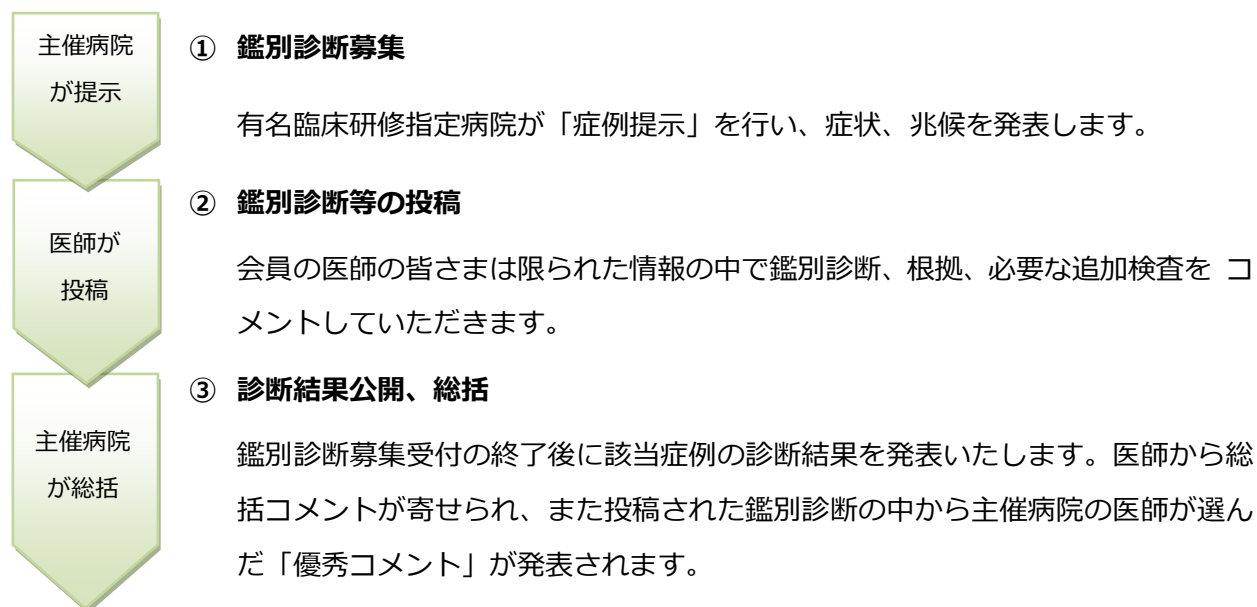 主催病院
が提示
① 鑑別診断募集
有名臨床研修指定病院が「症例提示」を行い、症状、兆候を発表します。
医師が
投稿
② 鑑別診断等の投稿
会員の医師の皆さまは限られた情報の中で鑑別診断、根拠、必要な追加検査を コ
メントしていただきます。
主催病院
が総括
③ 診断結果公開、総括
鑑別診断募集受付の終了後に該当症例の診断結果を発表いたします。医師から総
括コメントが寄せられ、また投稿された鑑別診断の中から主催病院の医師が選ん
だ「優秀コメント」が発表されます。